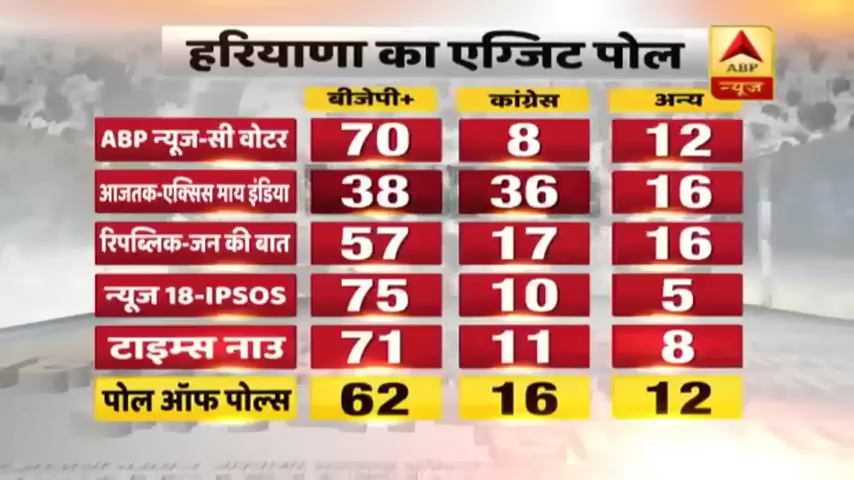 हरियाणा का एग्जिट पोल
ABP
न्यूज़
बीजेपी+ कांग्रेस अन्य
ABP न्यूज-सी वोटर 70 8 12
आजतक-एक्सिस माय इंडिया 38 36 16
रिपब्लिक-जन की बात 57 17 16
न्यूज 18-IPSOS 75 10 5
टाइम्स नाउ 71 11 8
पोल ऑफ पोल्स 62 16 12